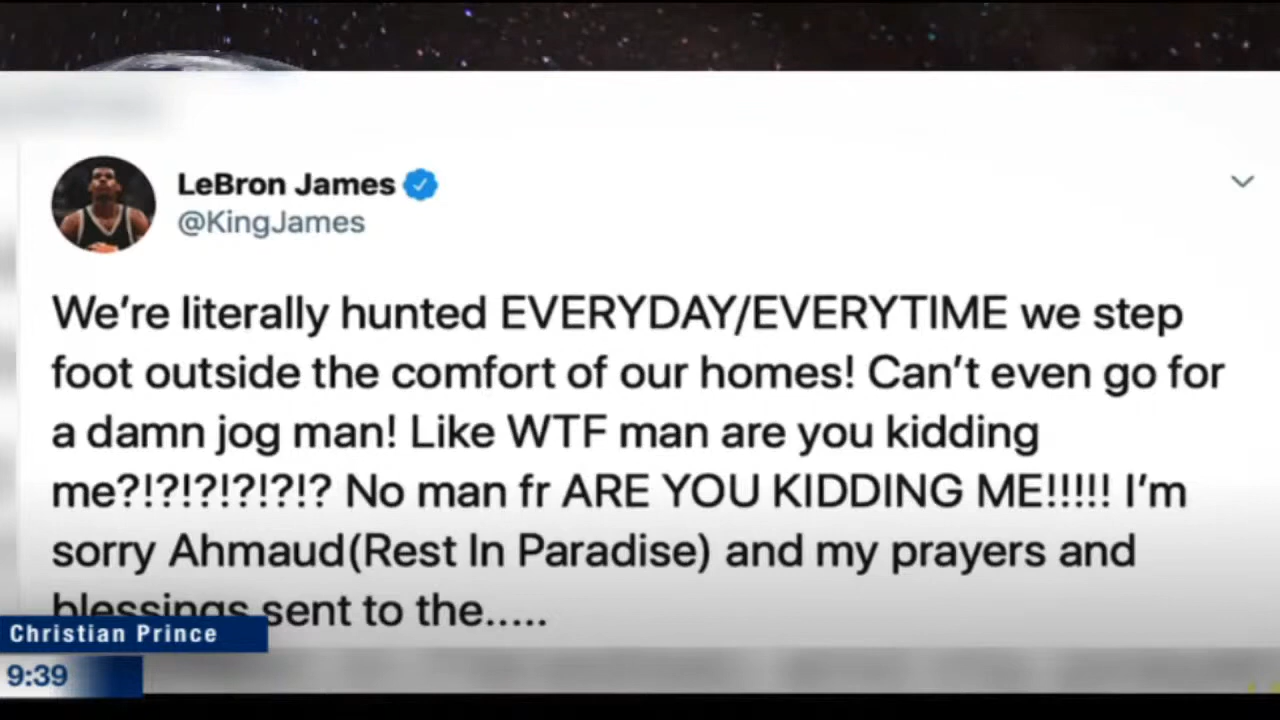 LeBron James
@KingJames
We're literally hunted EVERYDAY/EVERYTIME we step
foot outside the comfort of our homes! Can't even go for
a damn jog man! Like WTF man are you kidding
me?!?!?!?!?!? No man fr ARE YOU KIDDING ME!!!!! I'm
sorry Ahmaud(Rest In Paradise) and my prayers and
blessings sent to the.....
Christian Prince
9:39